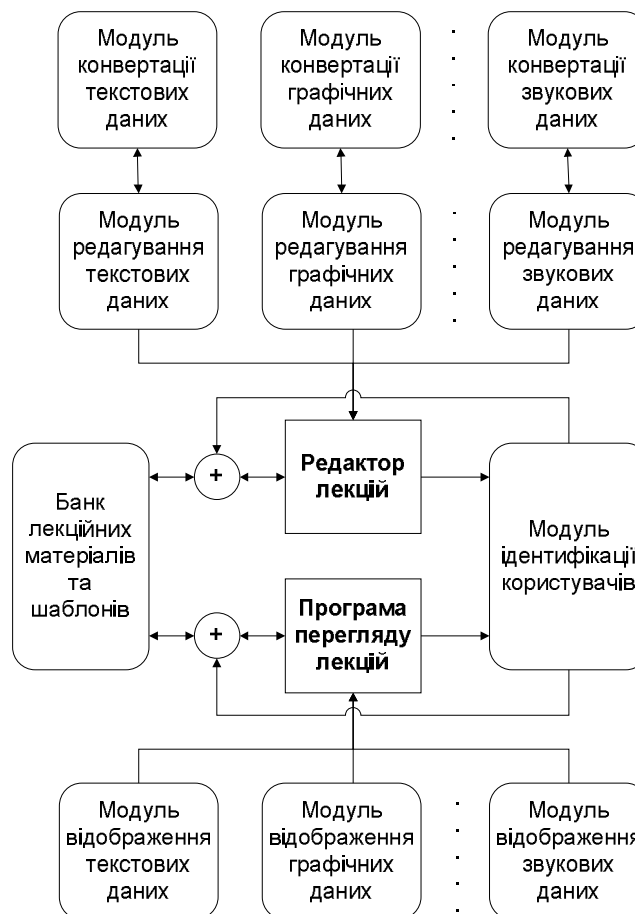 Модуль
конвертації
текстових
даних
Модуль
конвертації
графічних
даних
Модуль
конвертації
звукових
даних
Модуль
редагування
текстових
даних
Модуль
редагування
графічних
даних
Модуль
редагування
звукових
даних
Банк
лекційних
матеріалів
та
шаблонів
+
Редактор
лекцій
Модуль
ідентифікації
користувачів
+
Програма
перегляду
лекцій
Модуль
відображення
текстових
даних
Модуль
відображення
графічних
даних
Модуль
відображення
звукових
даних